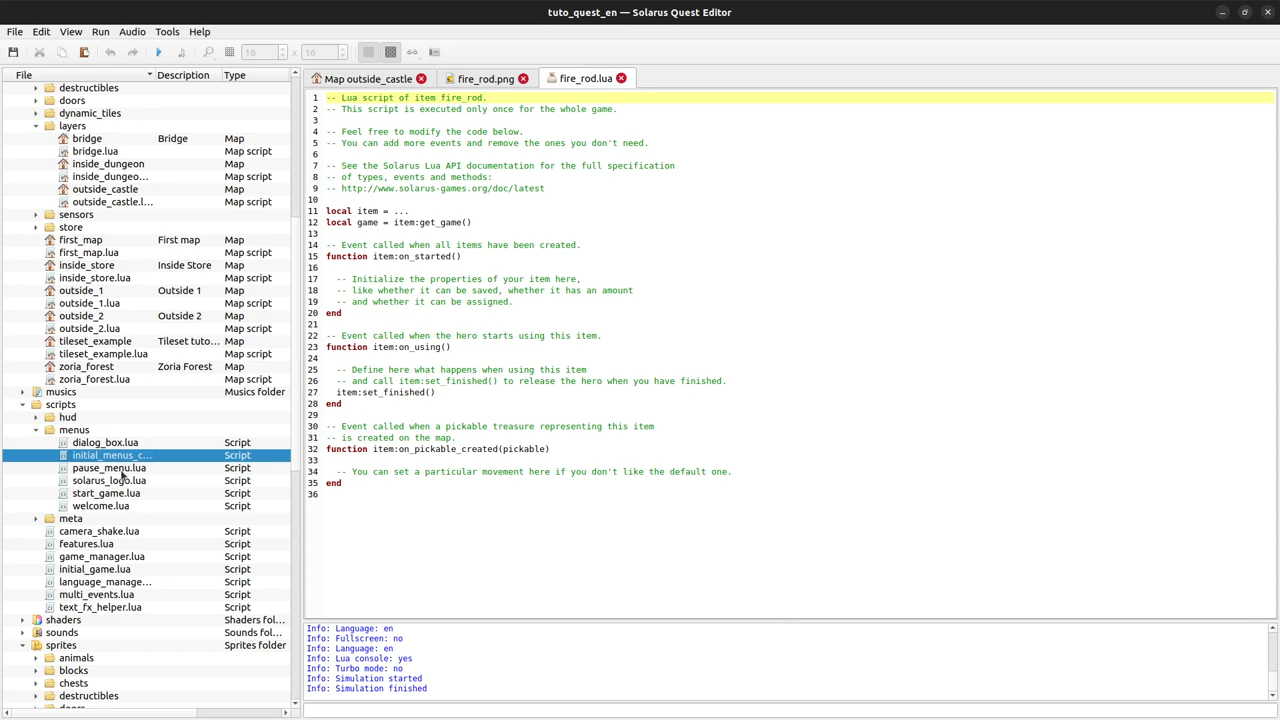 tuto_quest_en — Solarus Quest Editor
File Edit View Run Audio Tools Help
16 x 16
File Description Type
destructibles
doors
dynamic_tiles
layers
bridge Bridge Map
bridge.lua Map script
inside_dungeon Map
inside_dungeo... Map script
outside_castle Map
outside_castle.l... Map script
sensors
store
first_map First map Map
first_map.lua Map script
inside_store Inside Store Map
inside_store.lua Map script
outside_1 Outside 1 Map
outside_1.lua Map script
outside_2 Outside 2 Map
outside_2.lua Map script
tileset_example Tileset tuto... Map
tileset_example.lua Map script
zoria_forest Zoria Forest Map
zoria_forest.lua Map script
musics Musics folder
scripts
hud
menus
dialog_box.lua Script
initial_menus_c... Script
pause_menu.lua Script
solarus_logo.lua Script
start_game.lua Script
welcome.lua Script
meta
camera_shake.lua Script
features.lua Script
game_manager.lua Script
initial_game.lua Script
language_manage... Script
multi_events.lua Script
text_fx_helper.lua Script
shaders Shaders fol...
sounds Sounds fol...
sprites Sprites folder
animals
blocks
chests
destructibles
Map outside_castle fire_rod.png fire_rod.lua
1 -- Lua script of item fire_rod.
2 -- This script is executed only once for the whole game.
3
4 -- Feel free to modify the code below.
5 -- You can add more events and remove the ones you don't need.
6
7 -- See the Solarus Lua API documentation for the full specification
8 -- of types, events and methods:
9 -- http://www.solarus-games.org/doc/latest
10
11 local item = ...
12 local game = item:get_game()
13
14 -- Event called when all items have been created.
15 function item:on_started()
16
17 -- Initialize the properties of your item here,
18 -- like whether it can be saved, whether it has an amount
19 -- and whether it can be assigned.
20 end
21
22 -- Event called when the hero starts using this item.
23 function item:on_using()
24
25 -- Define here what happens when using this item
26 -- and call item:set_finished() to release the hero when you have finished.
27 item:set_finished()
28 end
29
30 -- Event called when a pickable treasure representing this item
31 -- is created on the map.
32 function item:on_pickable_created(pickable)
33
34 -- You can set a particular movement here if you don't like the default one.
35 end
36
Info: Language: en
Info: Fullscreen: no
Info: Language: en
Info: Lua console: yes
Info: Turbo mode: no
Info: Simulation started
Info: Simulation finished